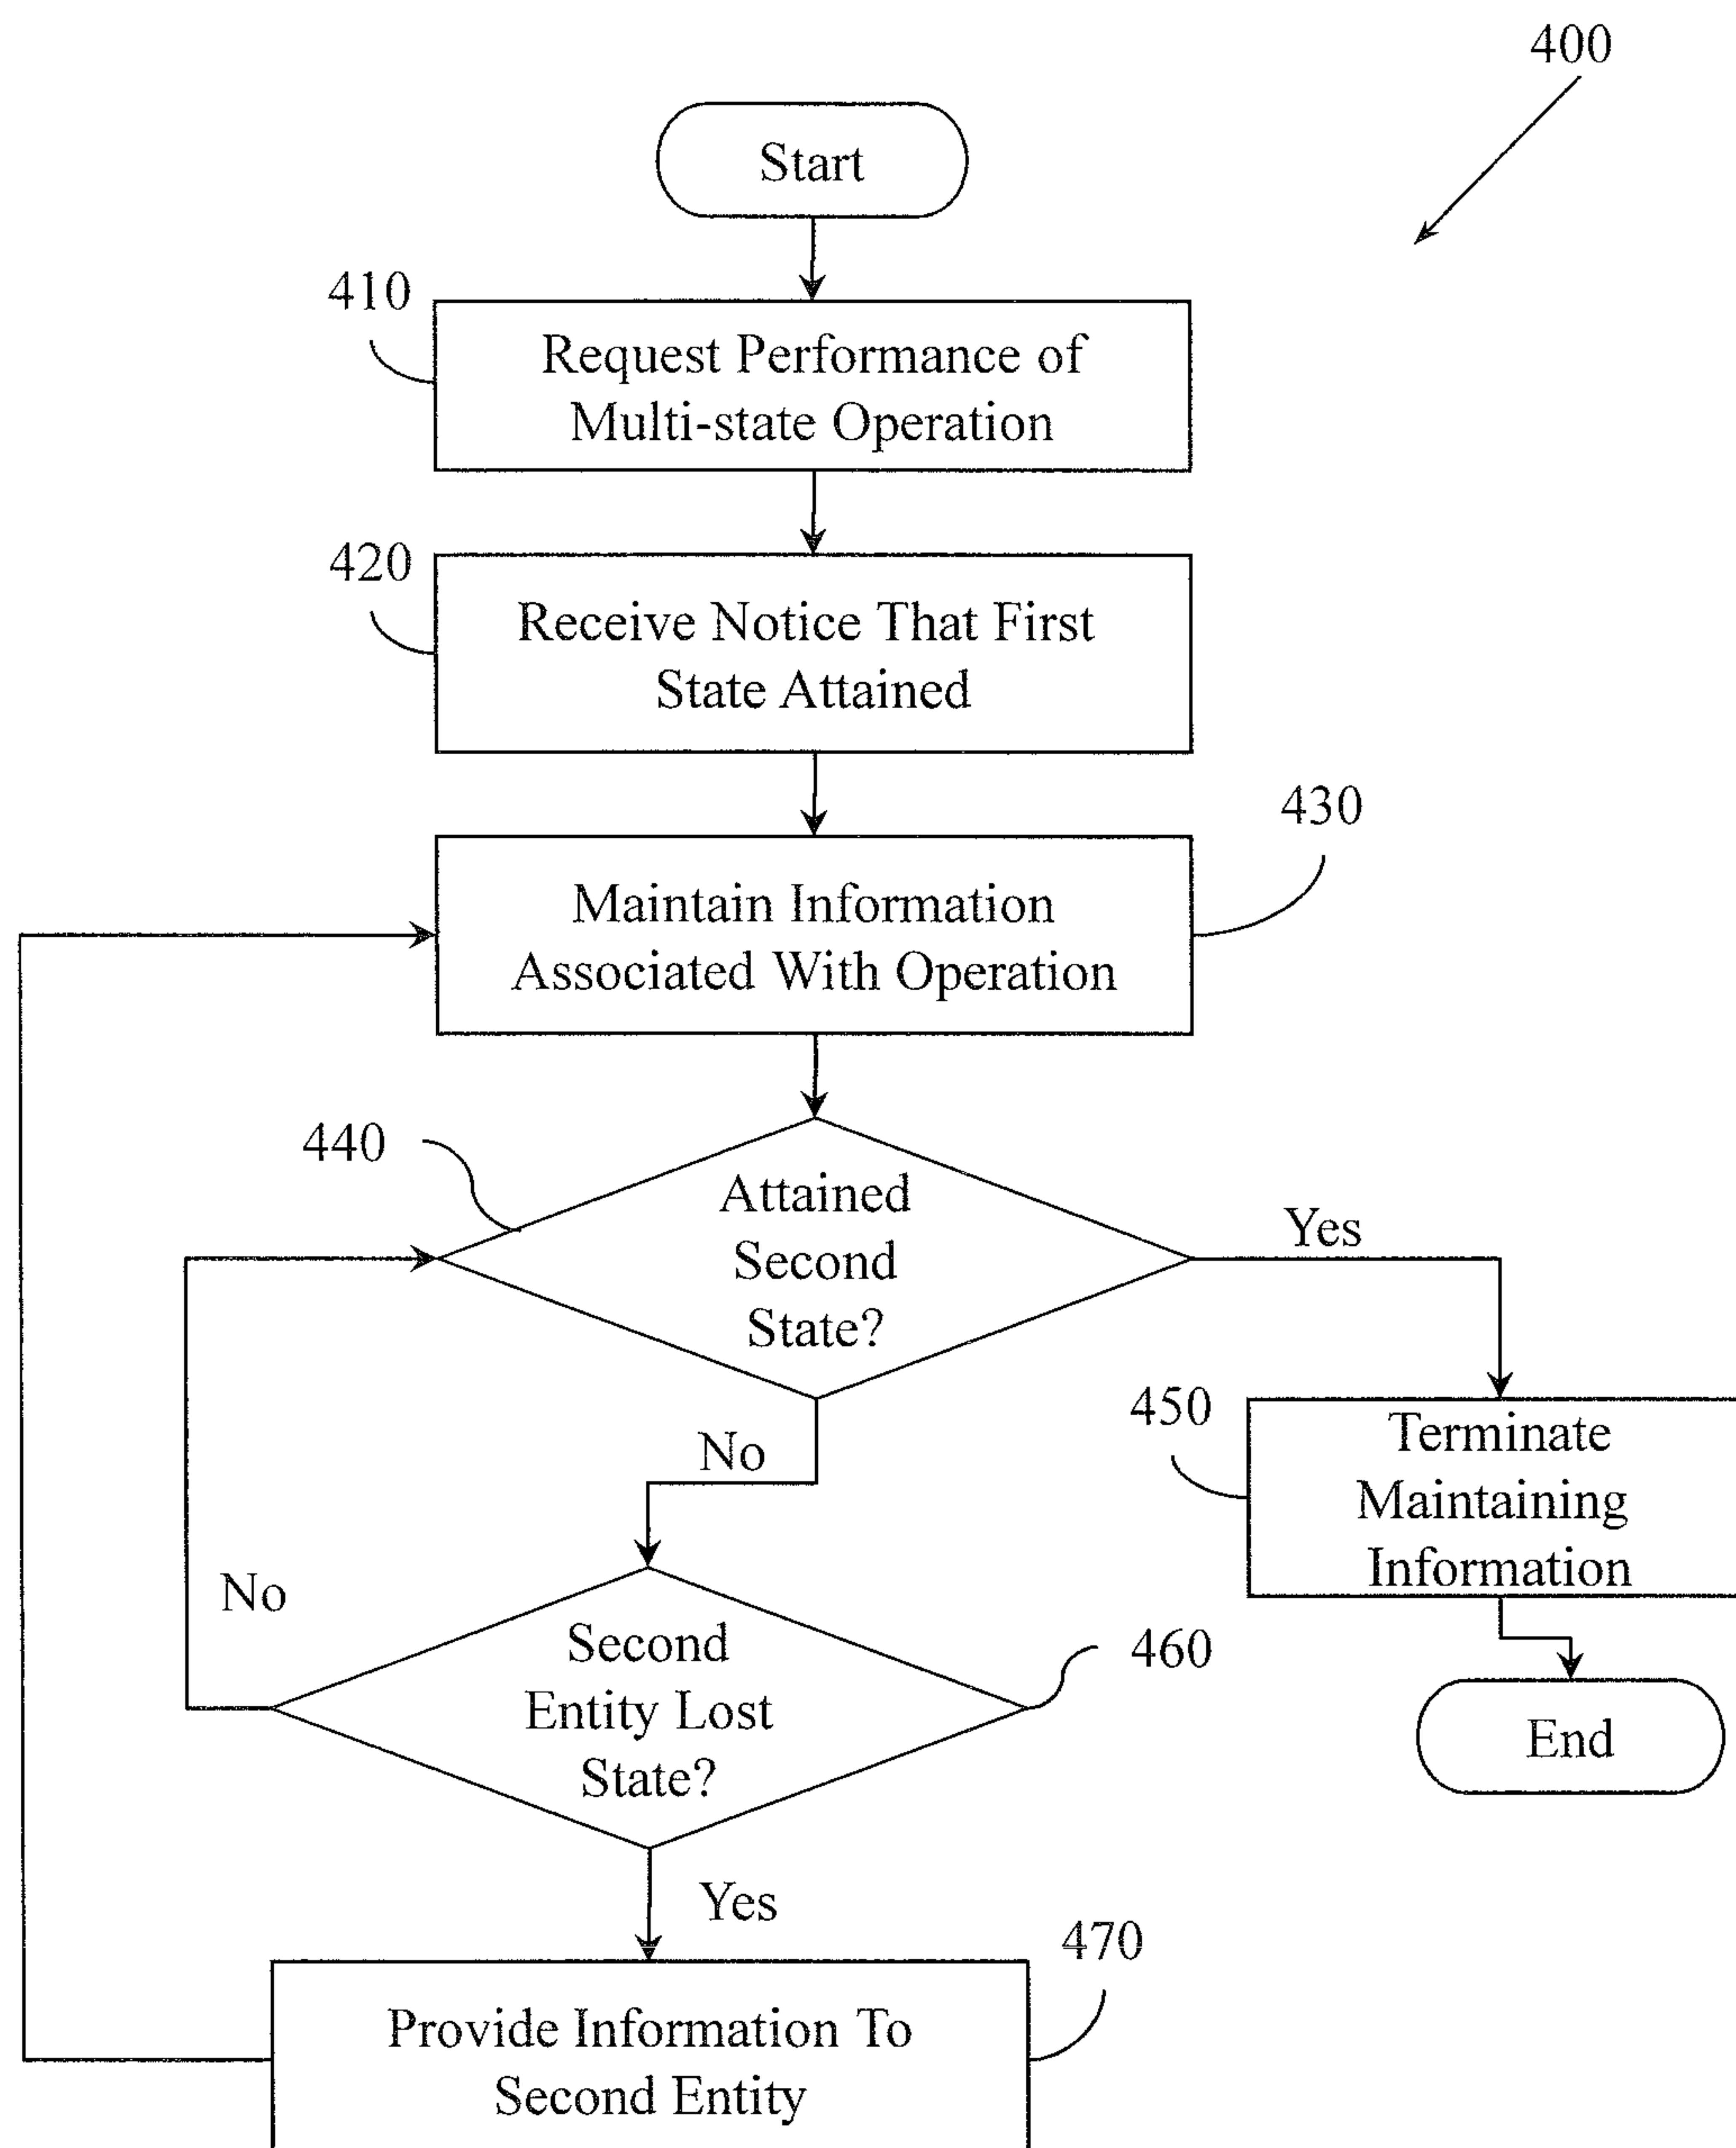 400
Start
410
Request Performance of
Multi-state Operation
420
Receive Notice That First
State Attained
430
Maintain Information
Associated With Operation
440
Attained
Second
State?
Yes
No
450
Terminate
Maintaining
Information
End
No
Second
Entity Lost
State?
460
Yes
470
Provide Information To
Second Entity